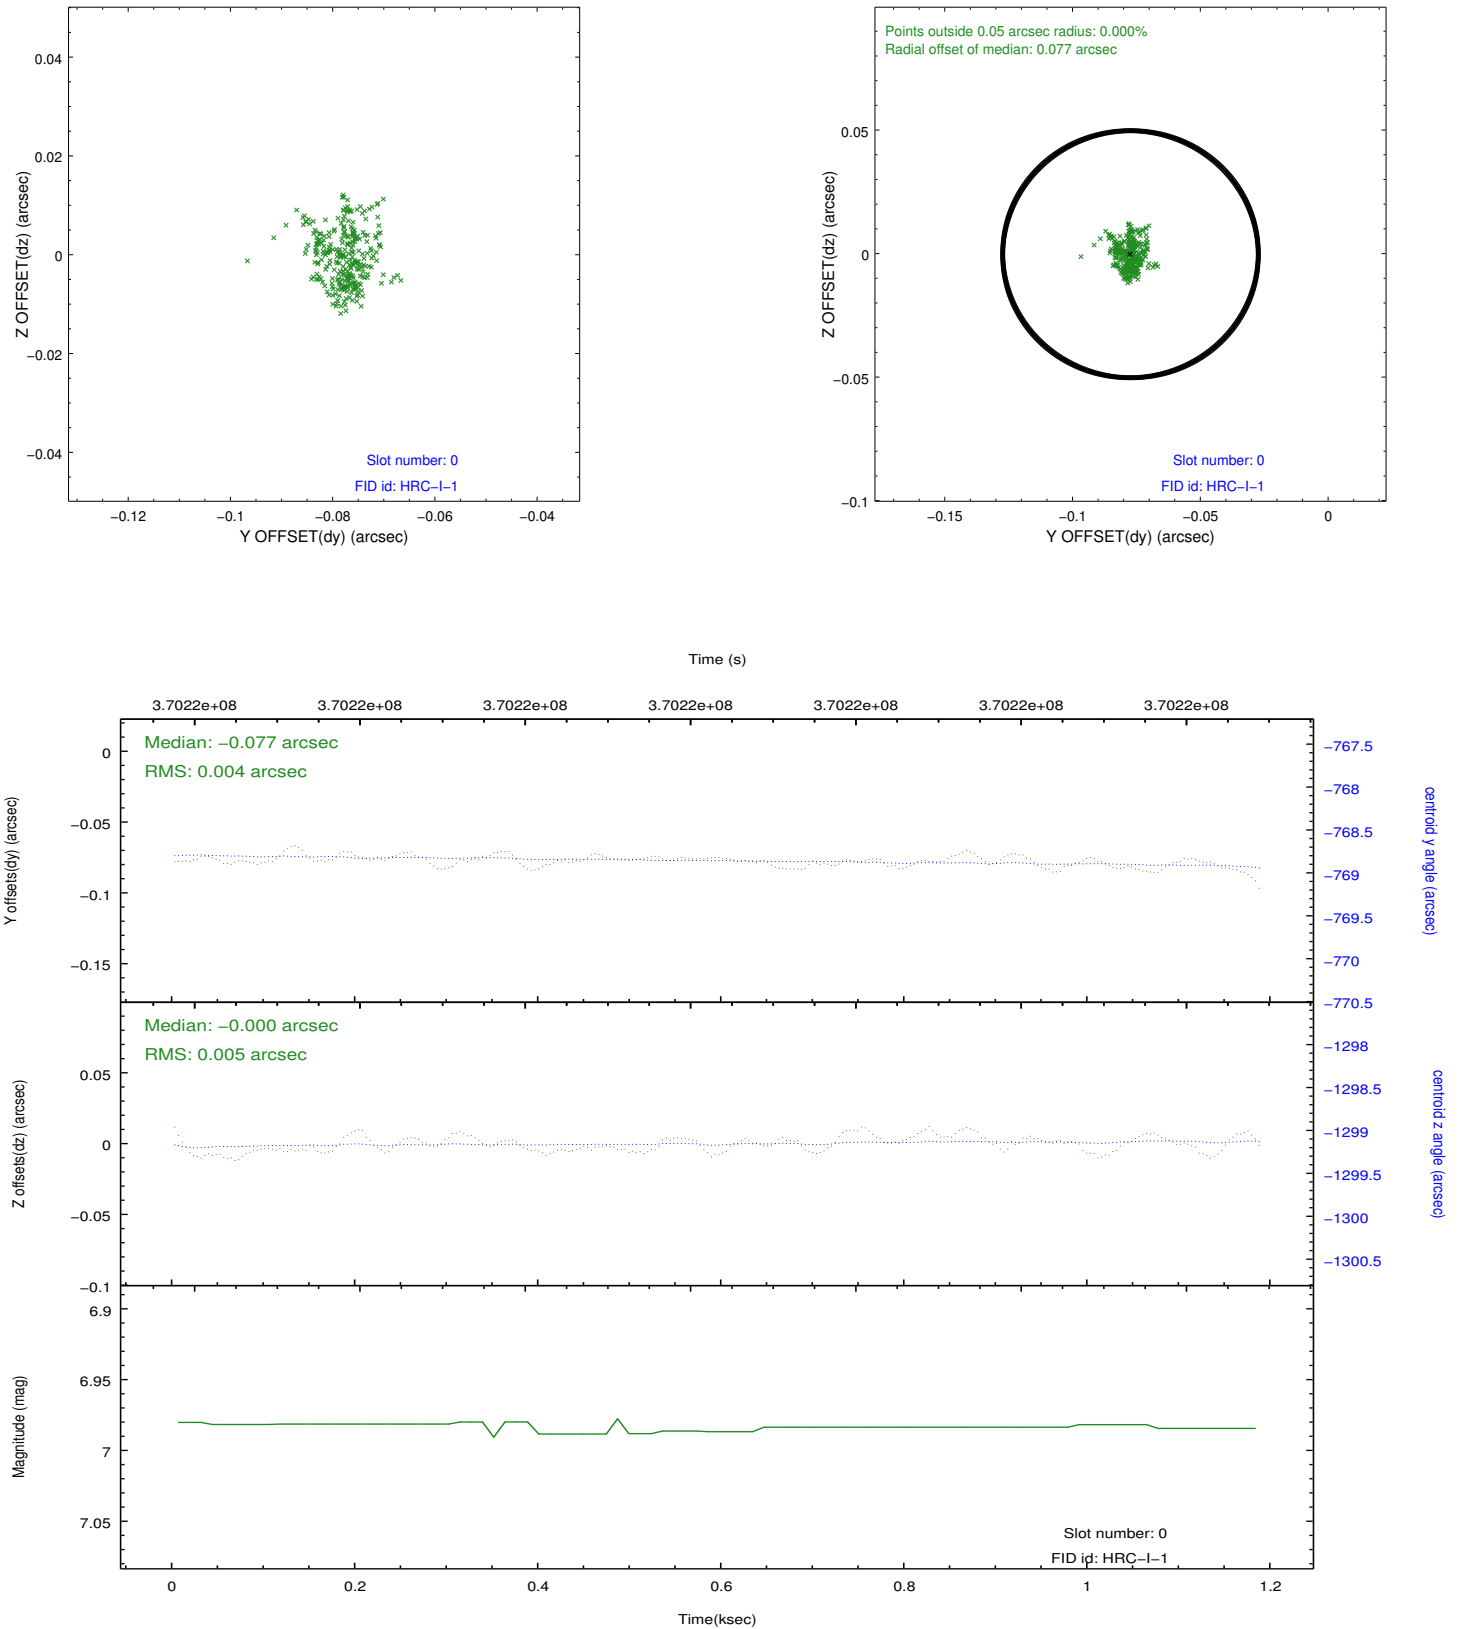 0.04
0.02
0
−0.02
−0.04
Z OFFSET(dz) (arcsec)
Slot number: 0
FID id: HRC−I−1
−0.12
−0.1
−0.08
−0.06
−0.04
Y OFFSET(dy) (arcsec)
Points outside 0.05 arcsec radius: 0.000%
Radial offset of median: 0.077 arcsec
0.05
0
−0.05
−0.1
Z OFFSET(dz) (arcsec)
Slot number: 0
FID id: HRC−I−1
−0.15
−0.1
−0.05
0
Y OFFSET(dy) (arcsec)
Time (s)
3.7022e+08
3.7022e+08
3.7022e+08
3.7022e+08
3.7022e+08
3.7022e+08
3.7022e+08
Median: −0.077 arcsec
RMS: 0.004 arcsec
0
−0.05
−0.1
−0.15
Y offsets(dy) (arcsec)
−767.5
−768
−768.5
−769
−769.5
−770
−770.5
centroid y angle (arcsec)
Median: −0.000 arcsec
RMS: 0.005 arcsec
0.05
0
−0.05
−0.1
Z offsets(dz) (arcsec)
−1298
−1298.5
−1299
−1299.5
−1300
−1300.5
centroid z angle (arcsec)
6.9
6.95
7
7.05
Magnitude (mag)
Slot number: 0
FID id: HRC−I−1
0
0.2
0.4
0.6
0.8
1
1.2
Time(ksec)